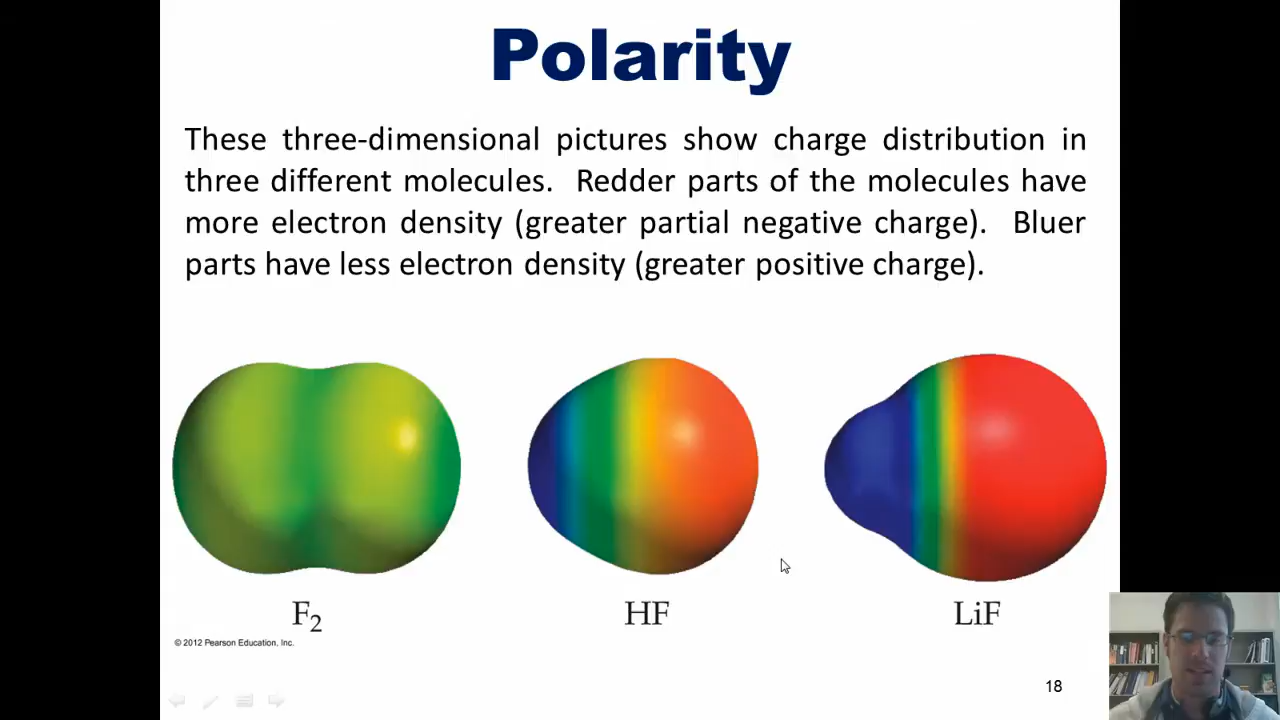 Polarity
These three-dimensional pictures show charge distribution in
three different molecules. Redder parts of the molecules have
more electron density (greater partial negative charge). Bluer
parts have less electron density (greater positive charge).
F₂
HF
LiF
© 2012 Pearson Education, Inc.
18